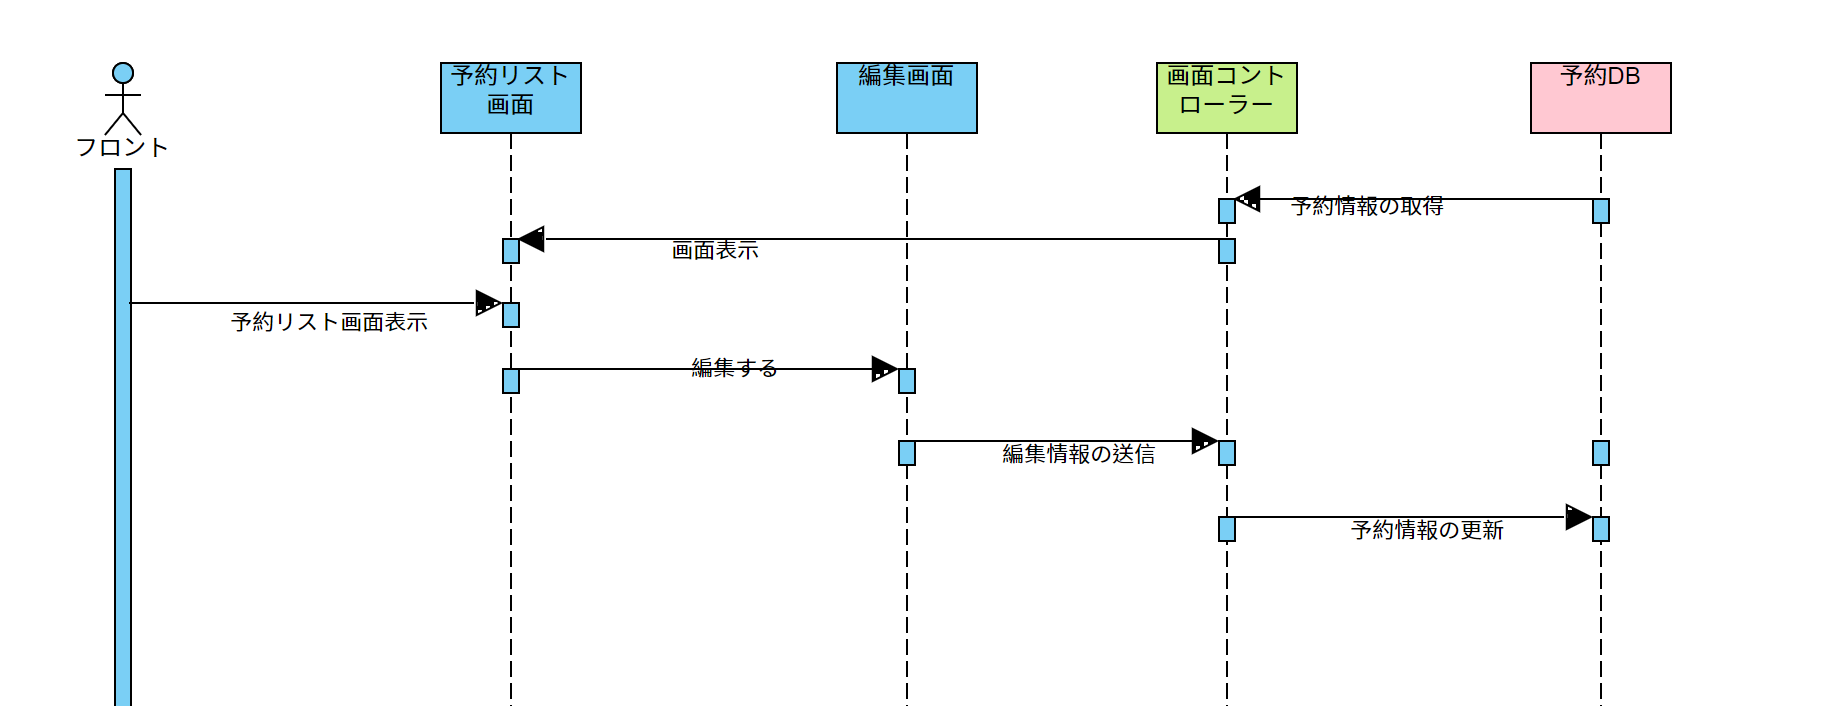 フロント
予約リスト
画面
編集画面
画面コント
ローラー
予約DB
予約情報の取得
画面表示
予約リスト画面表示
編集する
編集情報の送信
予約情報の更新